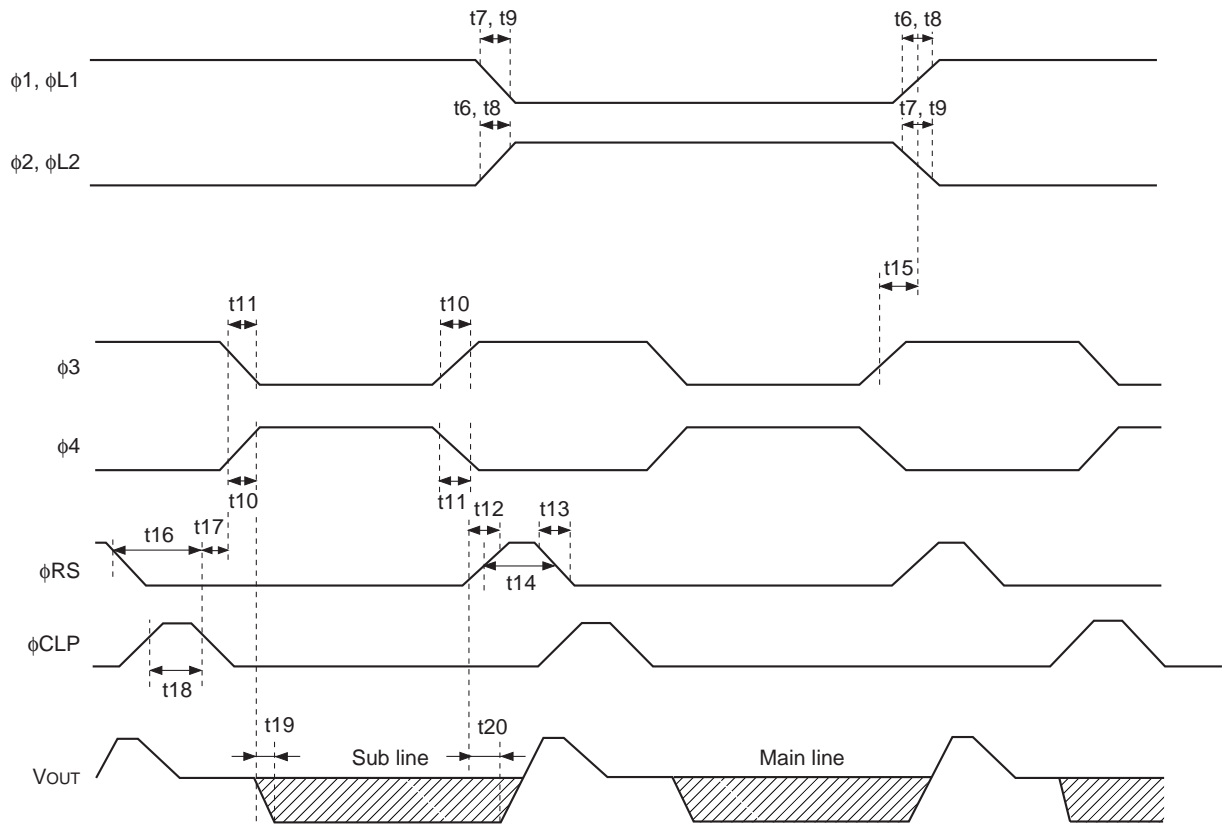 t7, t9
t6, t8
ϕ1, ϕL1
t6, t8
t7, t9
ϕ2, ϕL2
t15
t11
t10
ϕ3
ϕ4
t10
t11
t12
t13
t16
t17
ϕRS
t14
ϕCLP
t18
t19
t20
Sub line
Main line
VOUT